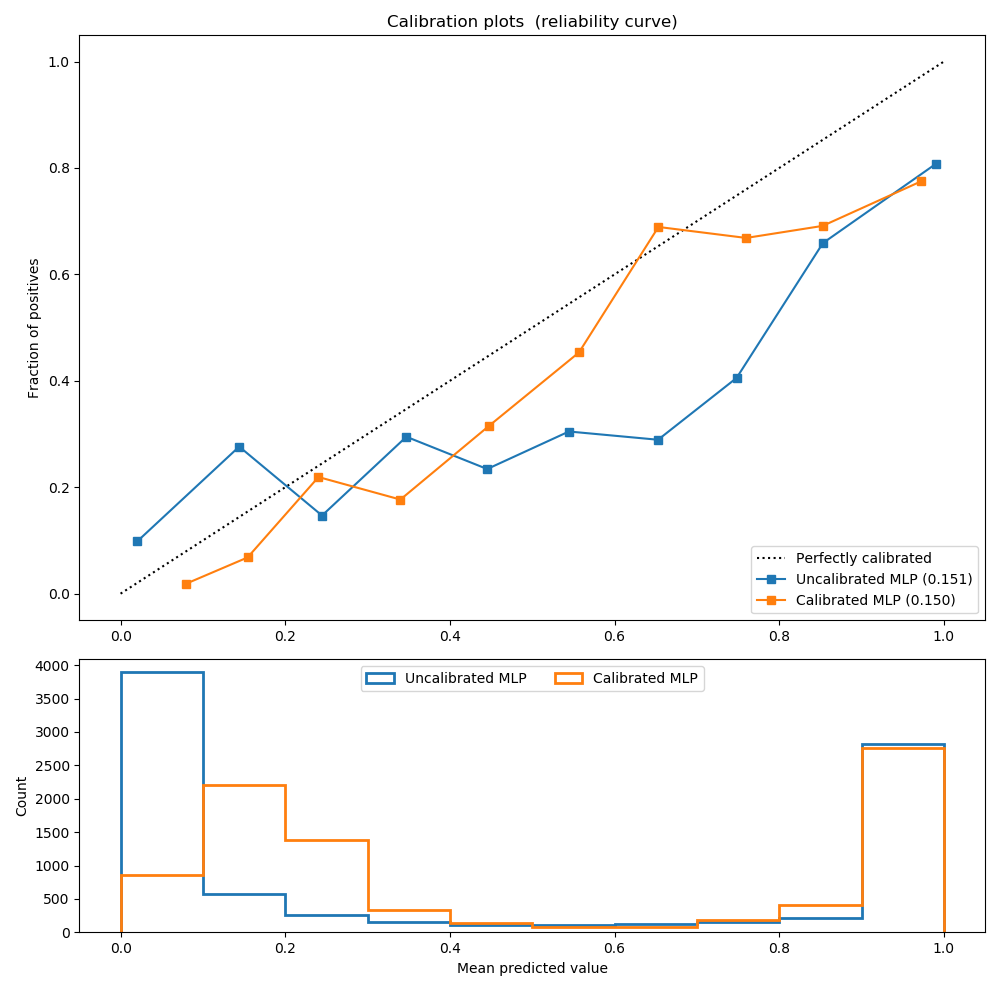 Calibration plots  (reliability curve)
1.0
0.8
0.6
0.4
0.2
0.0
Fraction of positives
0.0 0.2 0.4 0.6 0.8 1.0
Perfectly calibrated
Uncalibrated MLP (0.151)
Calibrated MLP (0.150)
4000
3500
3000
2500
2000
1500
1000
500
0
Count
Uncalibrated MLP Calibrated MLP
0.0 0.2 0.4 0.6 0.8 1.0
Mean predicted value